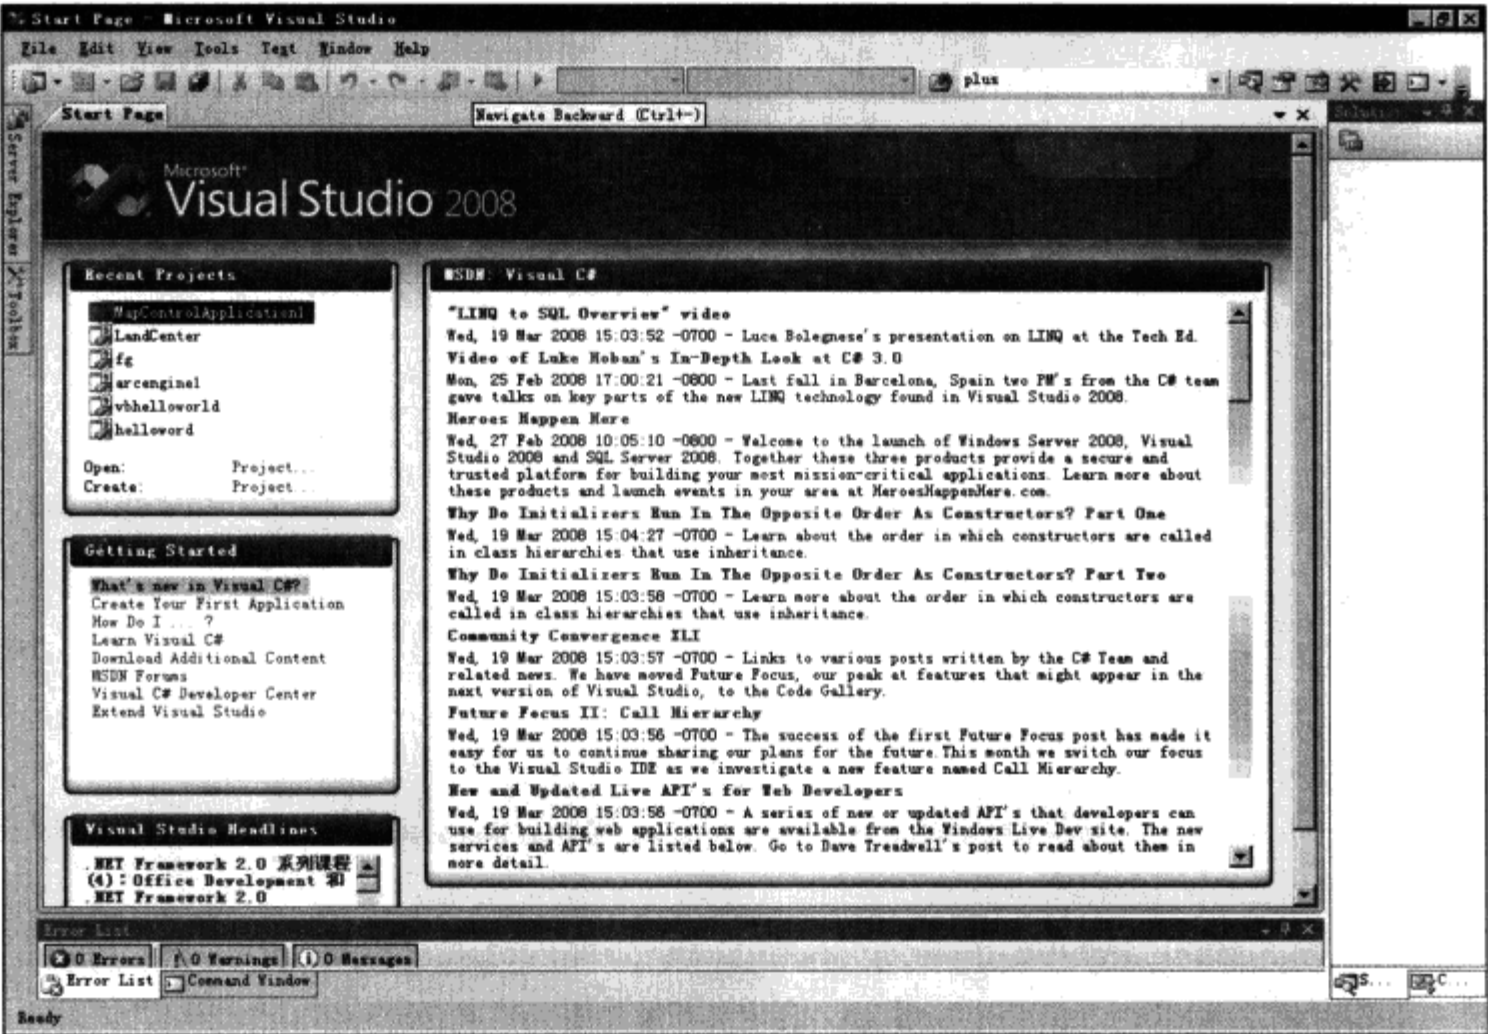 Start Page - Microsoft Visual Studio
File Edit View Tools Test Window Help
plus
Start Page
Navigate Backward (Ctrl+-)
Server Explorer
Toolbox
Microsoft
Visual Studio 2008
Recent Projects
MapControlApplication1
LandCenter
fg
arcengine1
vbhelloworld
helloword
Open: Project...
Create: Project...
Getting Started
What's new in Visual C#?
Create Your First Application
How Do I ... ?
Learn Visual C#
Download Additional Content
MSDN Forums
Visual C# Developer Center
Extend Visual Studio
Visual Studio Headlines
.NET Framework 2.0 系列课程
(4)：Office Development 和
.NET Framework 2.0
MSDN: Visual C#
"LINQ to SQL Overview" video
Wed, 19 Mar 2008 15:03:52 -0700 - Luca Bolegnese's presentation on LINQ at the Tech Ed.
Video of Luke Hoban's In-Depth Look at C# 3.0
Mon, 25 Feb 2008 17:00:21 -0800 - Last fall in Barcelona, Spain two PM's from the C# team
gave talks on key parts of the new LINQ technology found in Visual Studio 2008.
Heroes Happen Here
Wed, 27 Feb 2008 10:05:10 -0800 - Welcome to the launch of Windows Server 2008, Visual
Studio 2008 and SQL Server 2008. Together these three products provide a secure and
trusted platform for building your most mission-critical applications. Learn more about
these products and launch events in your area at HeroesHappenHere.com.
Why Do Initializers Run In The Opposite Order As Constructors? Part One
Wed, 19 Mar 2008 15:04:27 -0700 - Learn about the order in which constructors are called
in class hierarchies that use inheritance.
Why Do Initializers Run In The Opposite Order As Constructors? Part Two
Wed, 19 Mar 2008 15:03:58 -0700 - Learn more about the order in which constructors are
called in class hierarchies that use inheritance.
Community Convergence XLI
Wed, 19 Mar 2008 15:03:57 -0700 - Links to various posts written by the C# Team and
related news. We have moved Future Focus, our peak at features that might appear in the
next version of Visual Studio, to the Code Gallery.
Future Focus II: Call Hierarchy
Wed, 19 Mar 2008 15:03:56 -0700 - The success of the first Future Focus post has made it
easy for us to continue sharing our plans for the future.This month we switch our focus
to the Visual Studio IDE as we investigate a new feature named Call Hierarchy.
New and Updated Live API's for Web Developers
Wed, 19 Mar 2008 15:03:56 -0700 - A series of new or updated API's that developers can
use for building web applications are available from the Windows Live Dev site. The new
services and API's are listed below. Go to Dave Treadwell's post to read about them in
more detail.
Error List
0 Errors 0 Warnings 0 Messages
Error List Command Window
S... C...
Ready